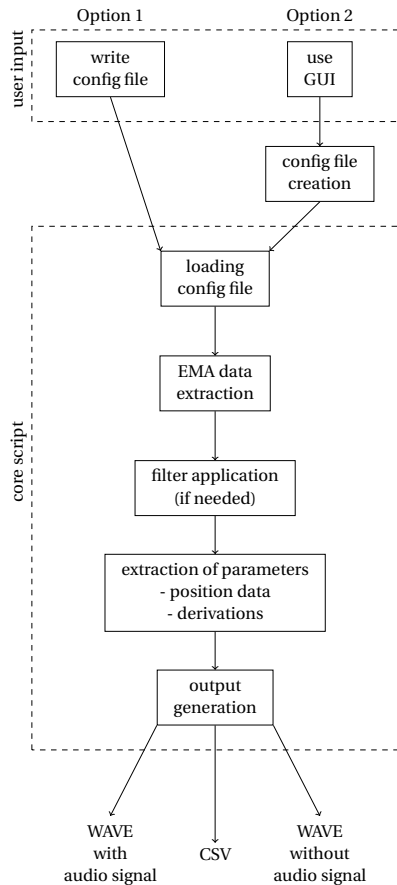 Option 1
Option 2
user input
write
config file
use
GUI
config file
creation
core script
loading
config file
EMA data
extraction
filter application
(if needed)
extraction of parameters
- position data
- derivations
output
generation
WAVE
with
audio signal
CSV
WAVE
without
audio signal